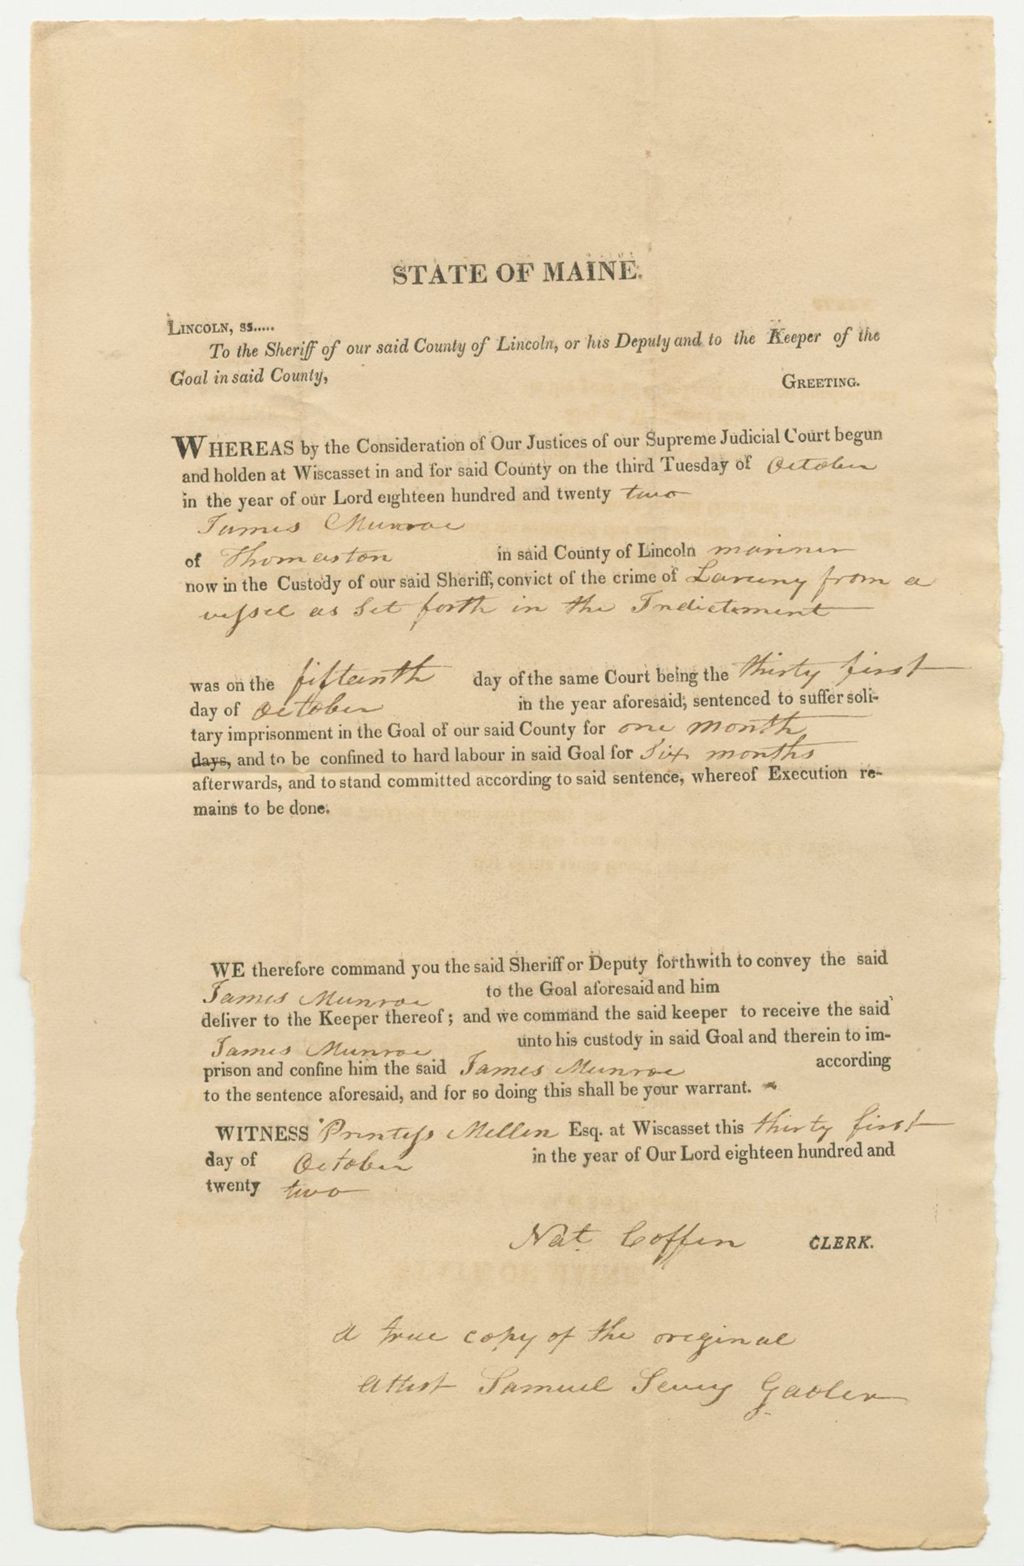 STATE OF MAINE.
LINCOLN, ss.....
To the Sheriff of our said County of Lincoln, or his Deputy and to the Keeper of the
Goal in said County, GREETING.
WHEREAS by the Consideration of Our Justices of our Supreme Judicial Court begun
and holden at Wiscasset in and for said County on the third Tuesday of October
in the year of our Lord eighteen hundred and twenty two
James Munroe
of Thomaston in said County of Lincoln mariner
now in the Custody of our said Sheriff, convict of the crime of Larceny from a
vessel as Set forth in the Indictment
was on the fifteenth day of the same Court being the thirty first
day of October in the year aforesaid, sentenced to suffer soli-
tary imprisonment in the Goal of our said County for one month
days, and to be confined to hard labour in said Goal for Six months
afterwards, and to stand committed according to said sentence, whereof Execution re-
mains to be done.
WE therefore command you the said Sheriff or Deputy forthwith to convey the said
James Munroe to the Goal aforesaid and him
deliver to the Keeper thereof; and we command the said keeper to receive the said
James Munroe unto his custody in said Goal and therein to im-
prison and confine him the said James Munroe according
to the sentence aforesaid, and for so doing this shall be your warrant.
WITNESS Prentess Mellen Esq. at Wiscasset this thirty first
day of October in the year of Our Lord eighteen hundred and
twenty two
Nat. Coffin CLERK.
A true copy of the original
Attest Samuel Sevey Gaoler